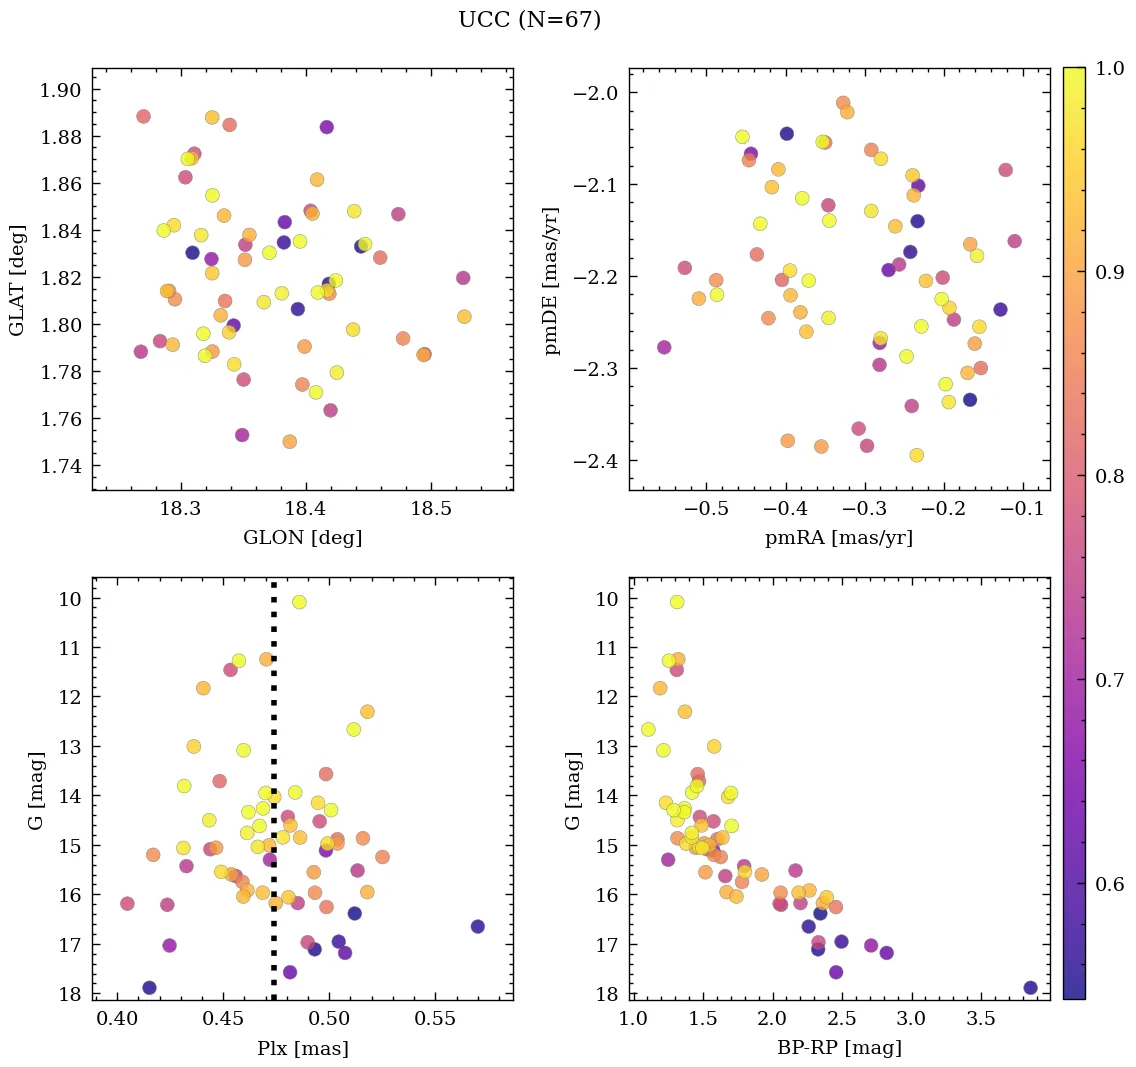 UCC (N=67)
1.90
1.88
1.86
1.84
1.82
1.80
1.78
1.76
1.74
GLAT [deg]
18.3 18.4 18.5
GLON [deg]
−2.0
−2.1
−2.2
−2.3
−2.4
pmDE [mas/yr]
−0.5 −0.4 −0.3 −0.2 −0.1
pmRA [mas/yr]
10
11
12
13
14
15
16
17
18
G [mag]
0.40 0.45 0.50 0.55
Plx [mas]
10
11
12
13
14
15
16
17
18
G [mag]
1.0 1.5 2.0 2.5 3.0 3.5
BP-RP [mag]
1.0
0.9
0.8
0.7
0.6